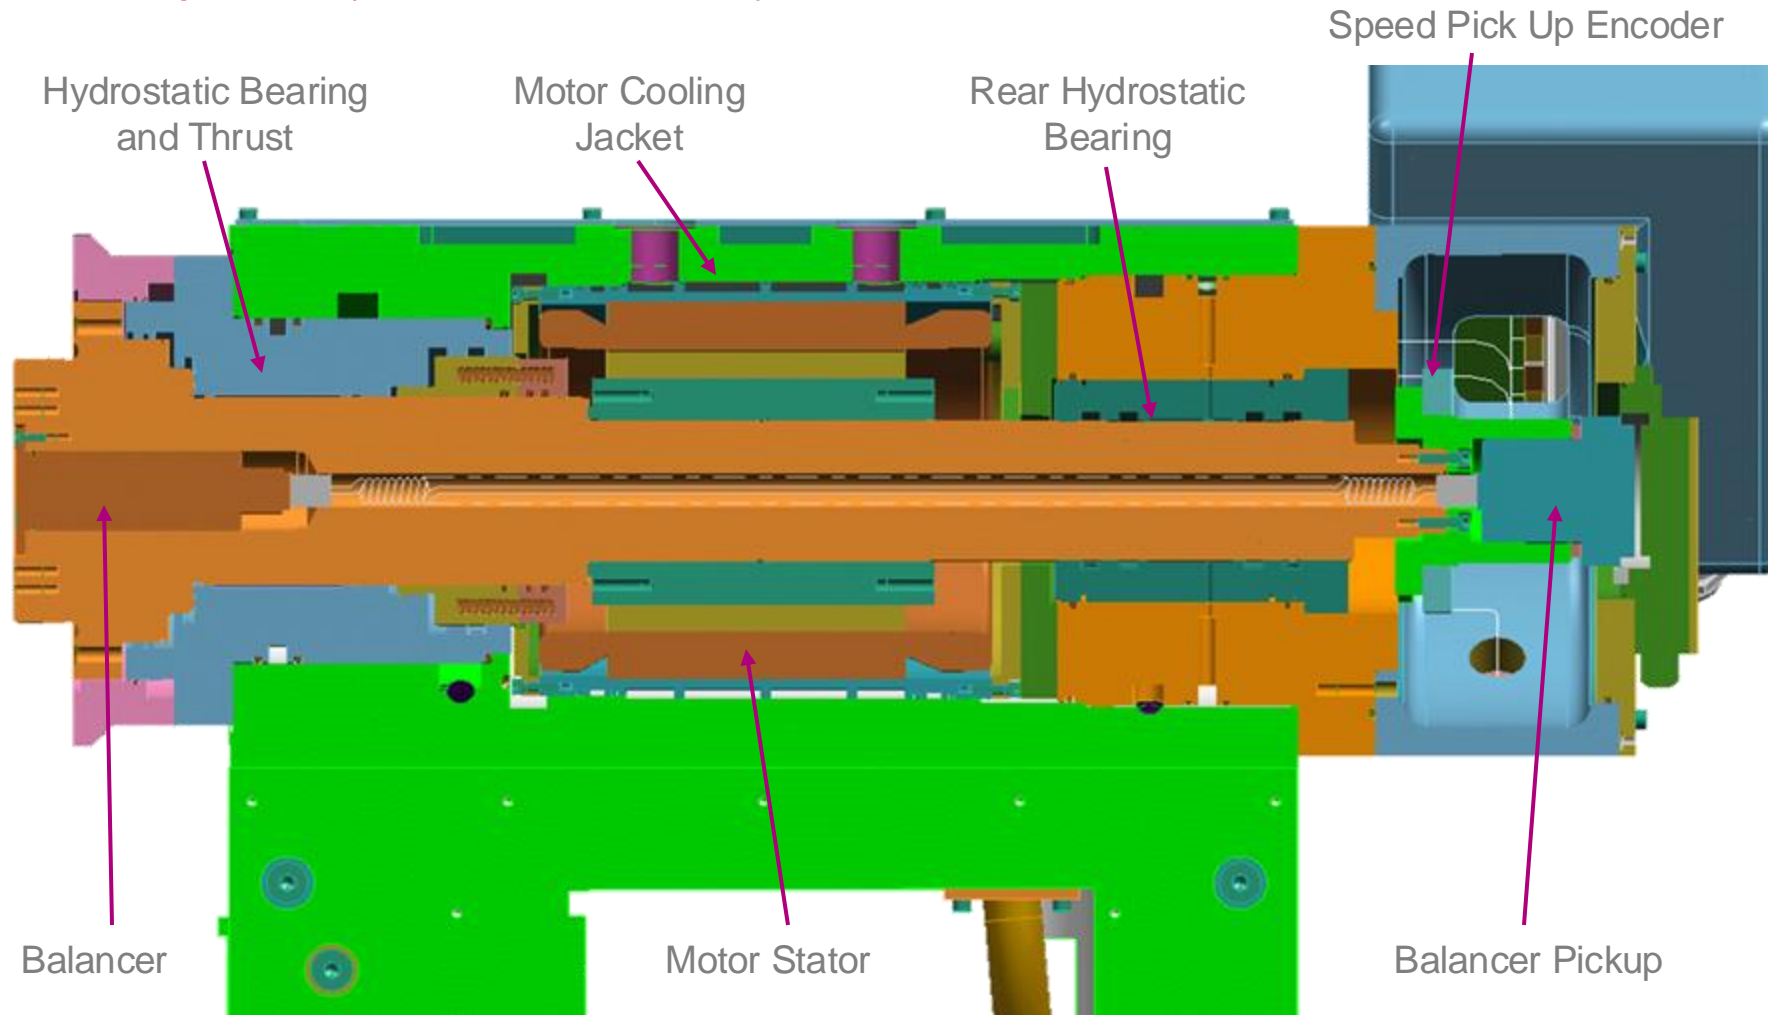 Speed Pick Up Encoder
Hydrostatic Bearing
and Thrust
Motor Cooling
Jacket
Rear Hydrostatic
Bearing
Balancer
Motor Stator
Balancer Pickup